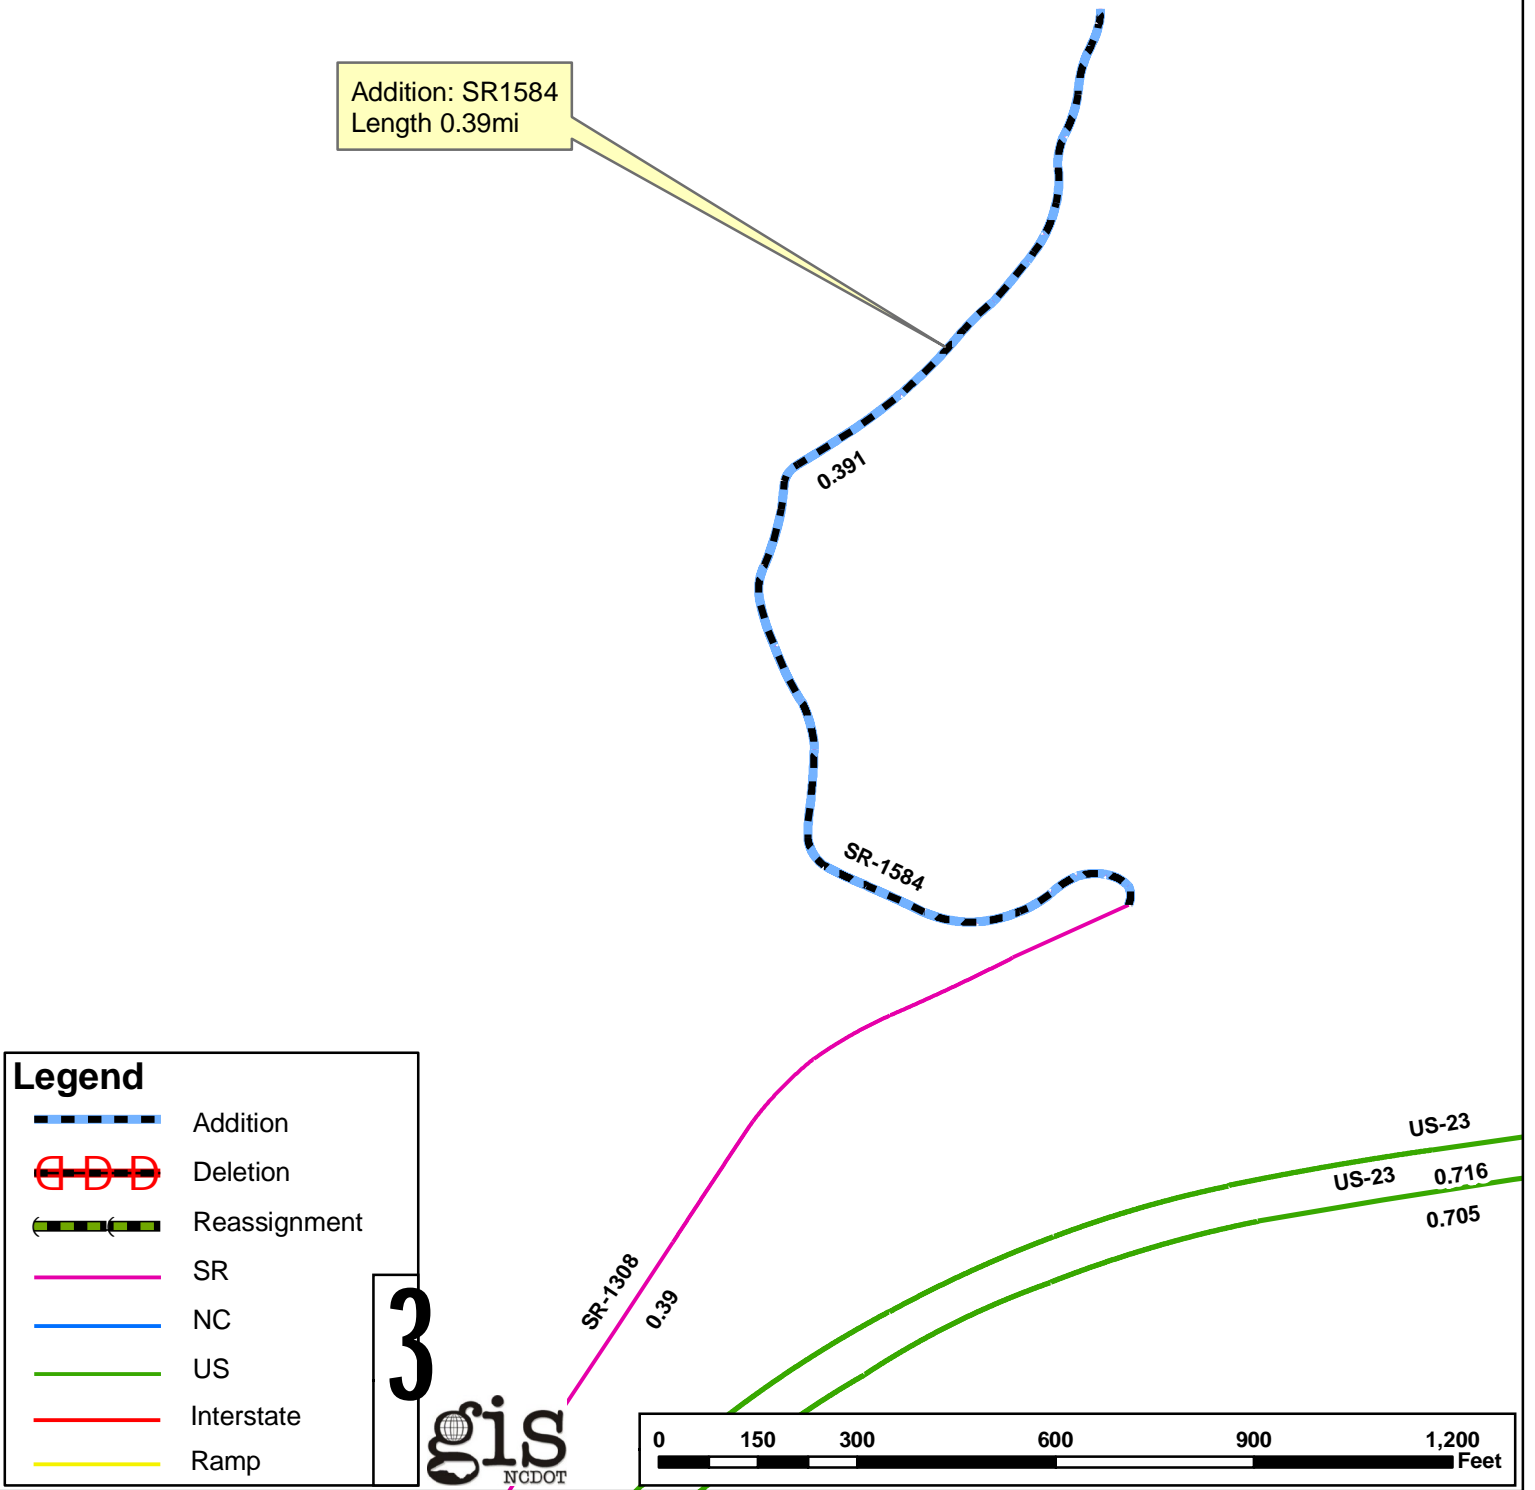 Addition: SR1584
Length 0.39mi
0.391
SR-1584
SR-1308
0.39
US-23
US-23
0.716
0.705
Legend
Addition
Deletion
Reassignment
SR
NC
US
Interstate
Ramp
3
gis
NCDOT
0 150 300 600 900 1,200
Feet